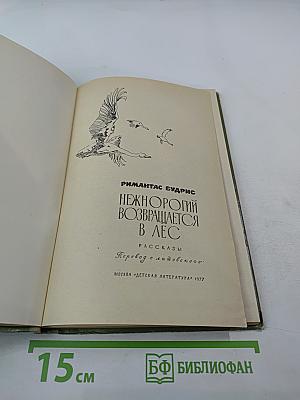 РИМАНТАС БУДРИС
НЕЖНОРОГИЙ
ВОЗВРАЩАЕТСЯ
В ЛЕС
РАССКАЗЫ
Перевод с литовского
МОСКВА «ДЕТСКАЯ ЛИТЕРАТУРА» 1977
15 см
БФ БИБЛИОФАН